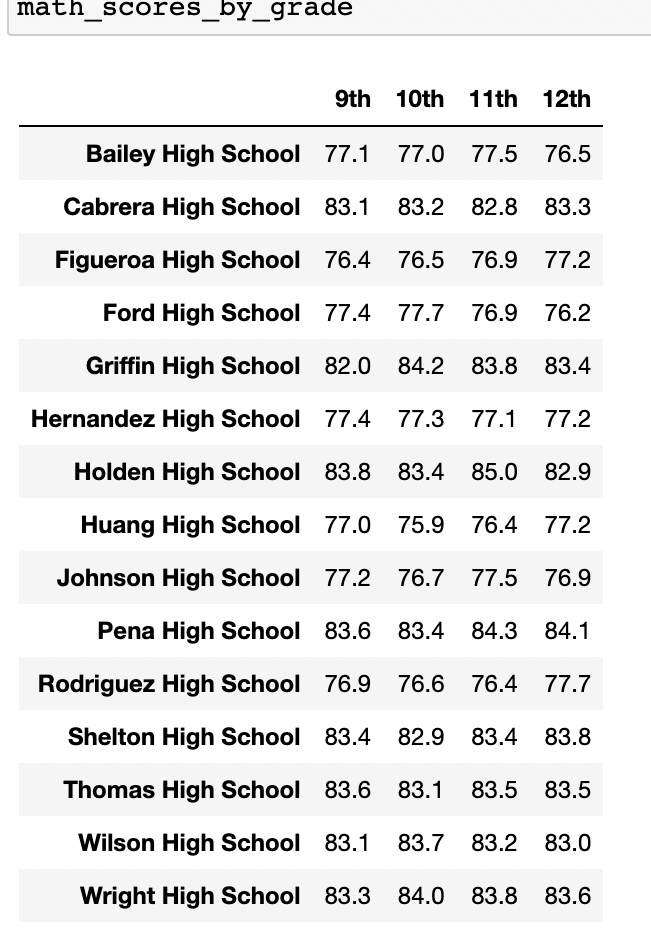 math_scores_by_grade
9th 10th 11th 12th
Bailey High School 77.1 77.0 77.5 76.5
Cabrera High School 83.1 83.2 82.8 83.3
Figueroa High School 76.4 76.5 76.9 77.2
Ford High School 77.4 77.7 76.9 76.2
Griffin High School 82.0 84.2 83.8 83.4
Hernandez High School 77.4 77.3 77.1 77.2
Holden High School 83.8 83.4 85.0 82.9
Huang High School 77.0 75.9 76.4 77.2
Johnson High School 77.2 76.7 77.5 76.9
Pena High School 83.6 83.4 84.3 84.1
Rodriguez High School 76.9 76.6 76.4 77.7
Shelton High School 83.4 82.9 83.4 83.8
Thomas High School 83.6 83.1 83.5 83.5
Wilson High School 83.1 83.7 83.2 83.0
Wright High School 83.3 84.0 83.8 83.6